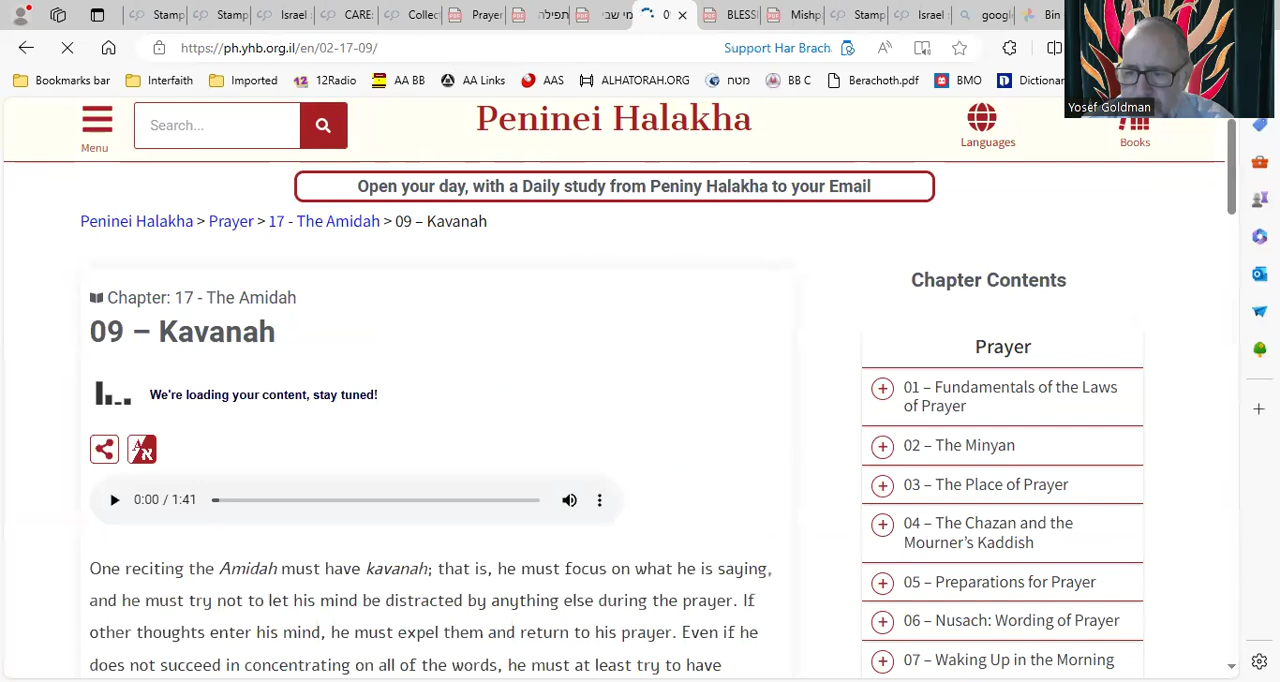 Stamp
Stamp
Israel
CARE:
Collec
Prayer
תפילה
מי שבי
0
BLESS
Mishp
Stamp
Israel
googl
Bin
https://ph.yhb.org.il/en/02-17-09/
Support Har Brach
Bookmarks bar
Interfaith
Imported
12Radio
AA BB
AA Links
AAS
ALHATORAH.ORG
מסח
BB C
Berachoth.pdf
BMO
Dictionar
Yosef Goldman
Menu
Search...
Peninei Halakha
Languages
Books
Open your day, with a Daily study from Peniny Halakha to your Email
Peninei Halakha > Prayer > 17 - The Amidah > 09 – Kavanah
Chapter: 17 - The Amidah
09 – Kavanah
We're loading your content, stay tuned!
0:00 / 1:41
One reciting the Amidah must have kavanah; that is, he must focus on what he is saying,
and he must try not to let his mind be distracted by anything else during the prayer. If
other thoughts enter his mind, he must expel them and return to his prayer. Even if he
does not succeed in concentrating on all of the words, he must at least try to have
Chapter Contents
Prayer
01 – Fundamentals of the Laws
of Prayer
02 – The Minyan
03 – The Place of Prayer
04 – The Chazan and the
Mourner's Kaddish
05 – Preparations for Prayer
06 – Nusach: Wording of Prayer
07 – Waking Up in the Morning